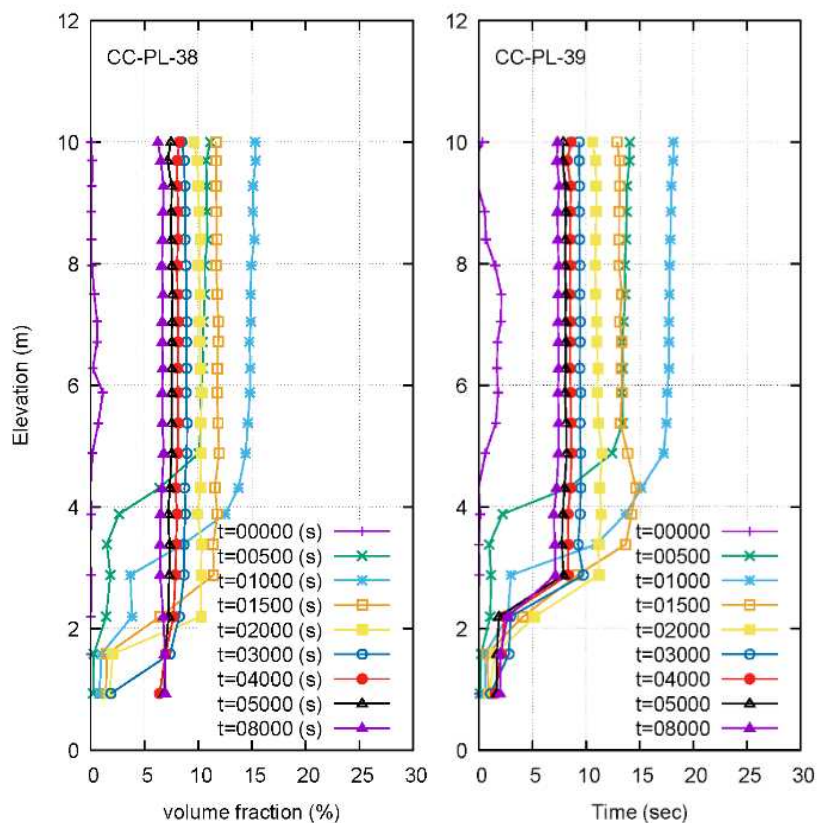 12
10
8
6
4
2
0
Elevation (m)
CC-PL-38
t=00000 (s)
t=00500 (s)
t=01000 (s)
t=01500 (s)
t=02000 (s)
t=03000 (s)
t=04000 (s)
t=05000 (s)
t=08000 (s)
0 5 10 15 20 25 30
volume fraction (%)
12
10
8
6
4
2
0
CC-PL-39
t=00000
t=00500
t=01000
t=01500
t=02000
t=03000
t=04000
t=05000
t=08000
0 5 10 15 20 25 30
Time (sec)